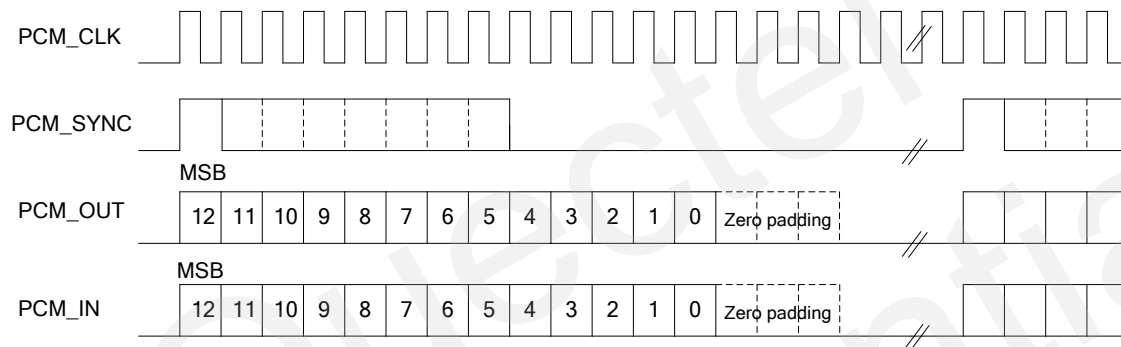 PCM_CLK
PCM_SYNC
MSB
PCM_OUT 12 11 10 9 8 7 6 5 4 3 2 1 0 Zero padding
MSB
PCM_IN 12 11 10 9 8 7 6 5 4 3 2 1 0 Zero padding
Quectel